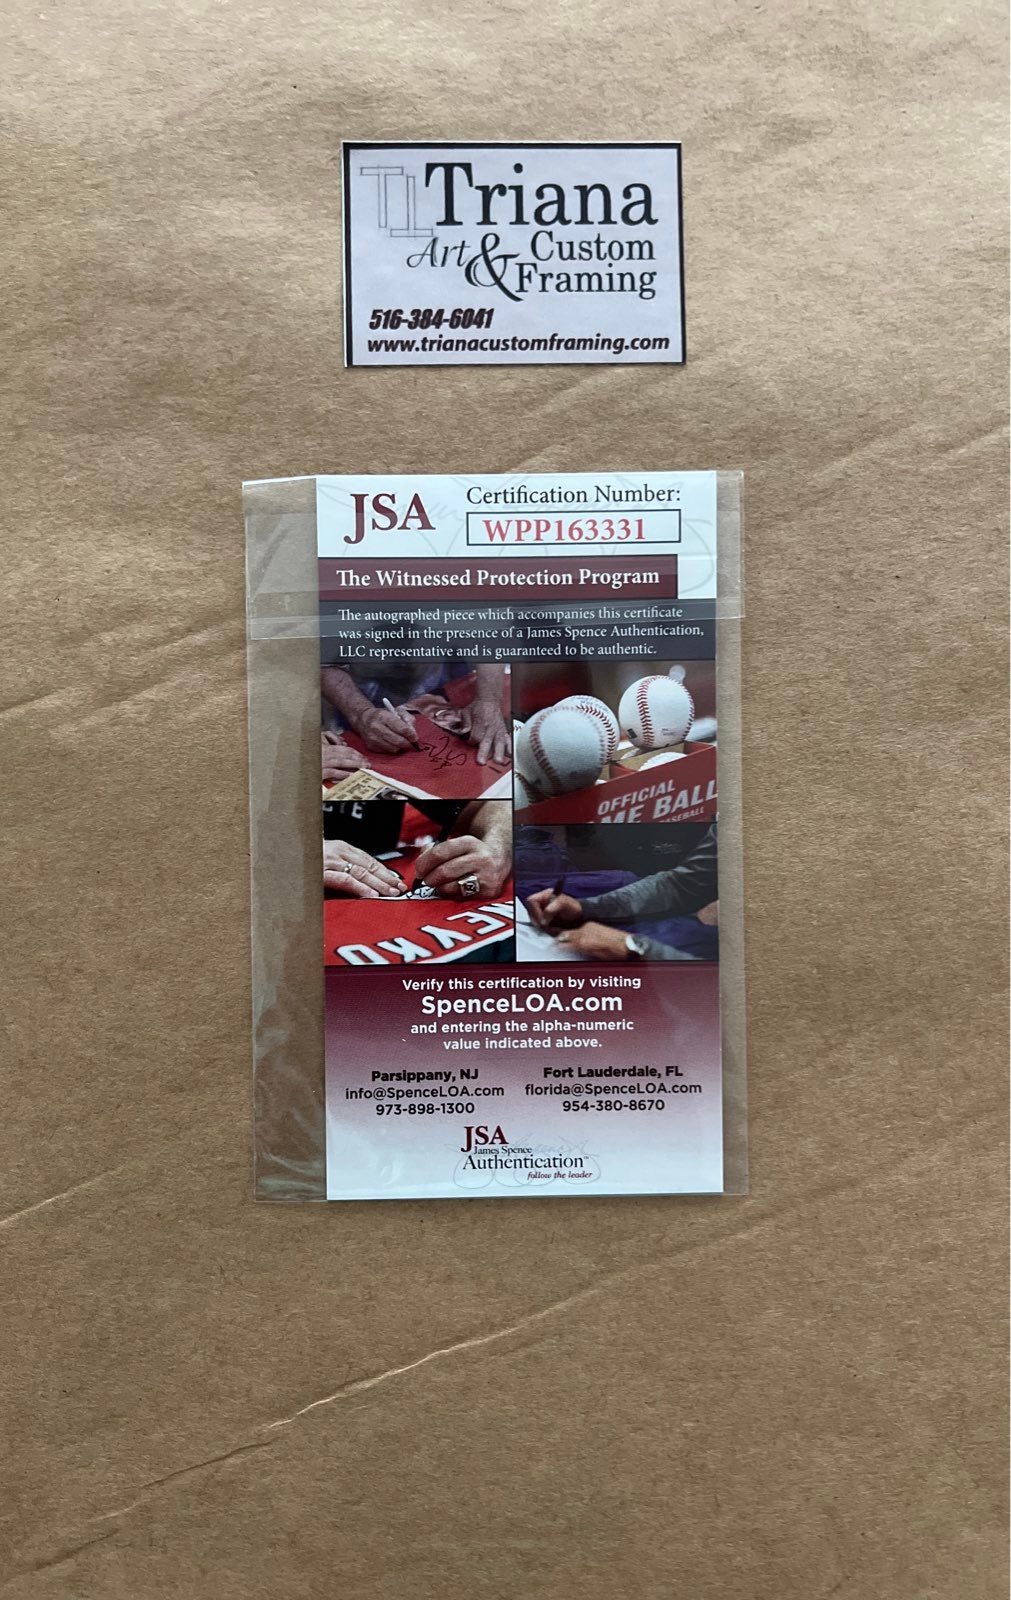 Triana
Art & Custom
Framing
516-384-6041
www.trianacustomframing.com
JSA
Certification Number:
WPP163331
The Witnessed Protection Program
The autographed piece which accompanies this certificate
was signed in the presence of a James Spence Authentication,
LLC representative and is guaranteed to be authentic.
OFFICIAL
ME BALL
BASEBALL
Verify this certification by visiting
SpenceLOA.com
and entering the alpha-numeric
value indicated above.
Parsippany, NJ
info@SpenceLOA.com
973-898-1300
Fort Lauderdale, FL
florida@SpenceLOA.com
954-380-8670
JSA
James Spence
Authentication™
follow the leader